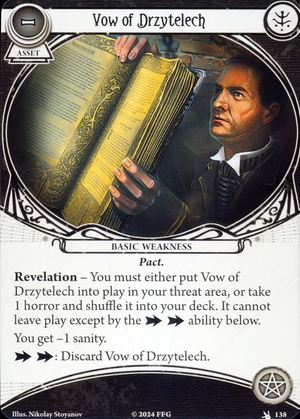 Vow of Drzytelech
ASSET
BASIC WEAKNESS
Pact.
Revelation – You must either put Vow of
Drzytelech into play in your threat area, or take
1 horror and shuffle it into your deck. It cannot
leave play except by the ability below.
You get –1 sanity.
: Discard Vow of Drzytelech.
Illus. Nikolay Stoyanov
© 2024 FFG
138